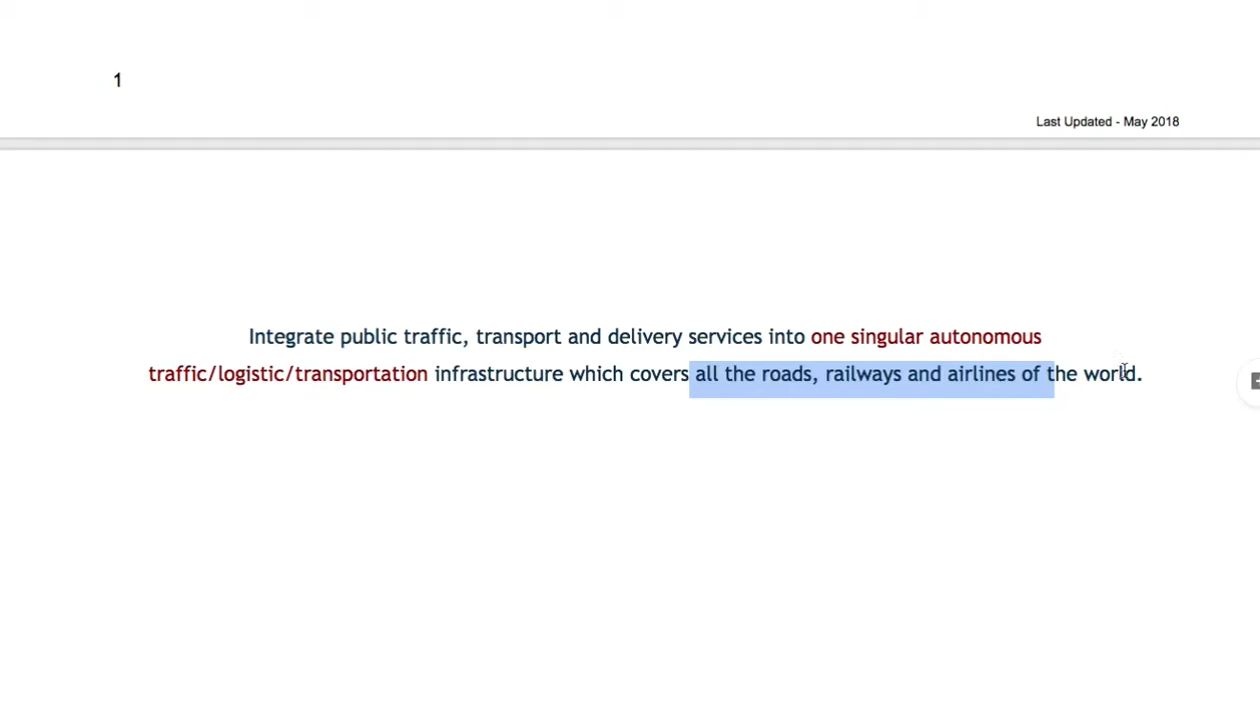 1
Last Updated - May 2018
Integrate public traffic, transport and delivery services into one singular autonomous
traffic/logistic/transportation infrastructure which covers all the roads, railways and airlines of the world.